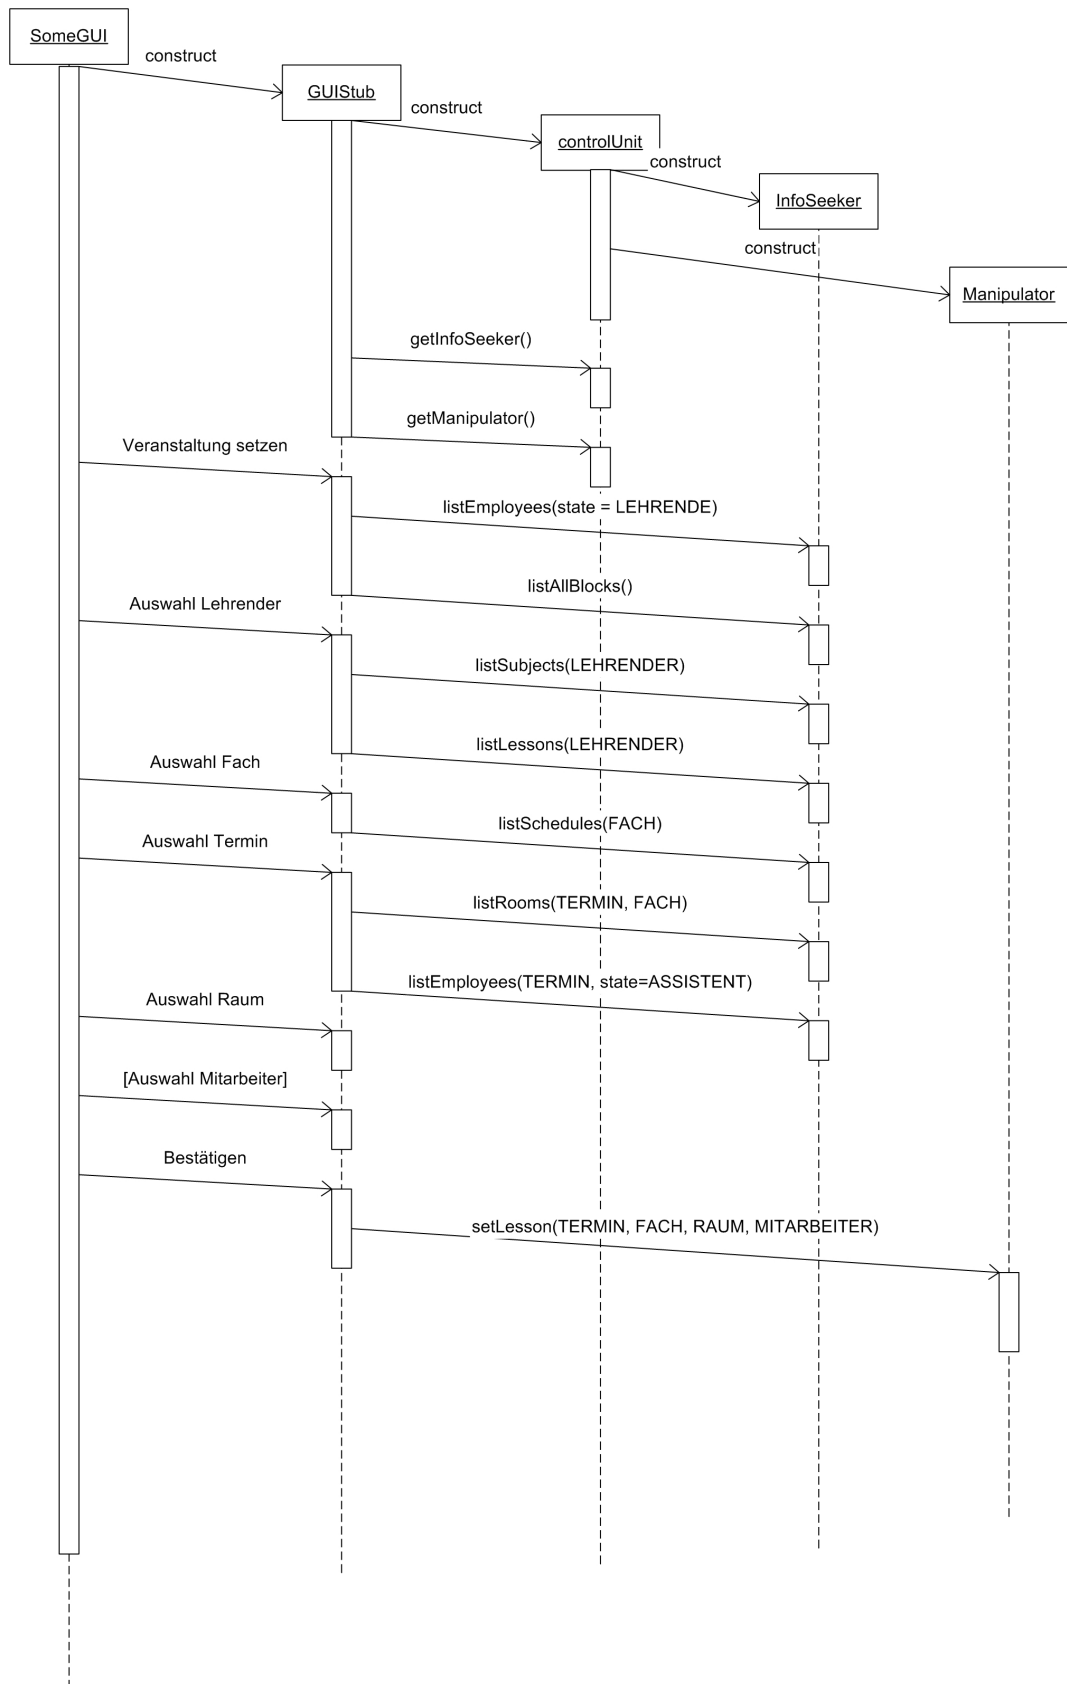 SomeGUI
construct
GUIStub
construct
controlUnit
construct
InfoSeeker
construct
Manipulator
getInfoSeeker()
getManipulator()
Veranstaltung setzen
listEmployees(state = LEHRENDE)
listAllBlocks()
Auswahl Lehrender
listSubjects(LEHRENDER)
listLessons(LEHRENDER)
Auswahl Fach
listSchedules(FACH)
Auswahl Termin
listRooms(TERMIN, FACH)
listEmployees(TERMIN, state=ASSISTENT)
Auswahl Raum
[Auswahl Mitarbeiter]
Bestätigen
setLesson(TERMIN, FACH, RAUM, MITARBEITER)